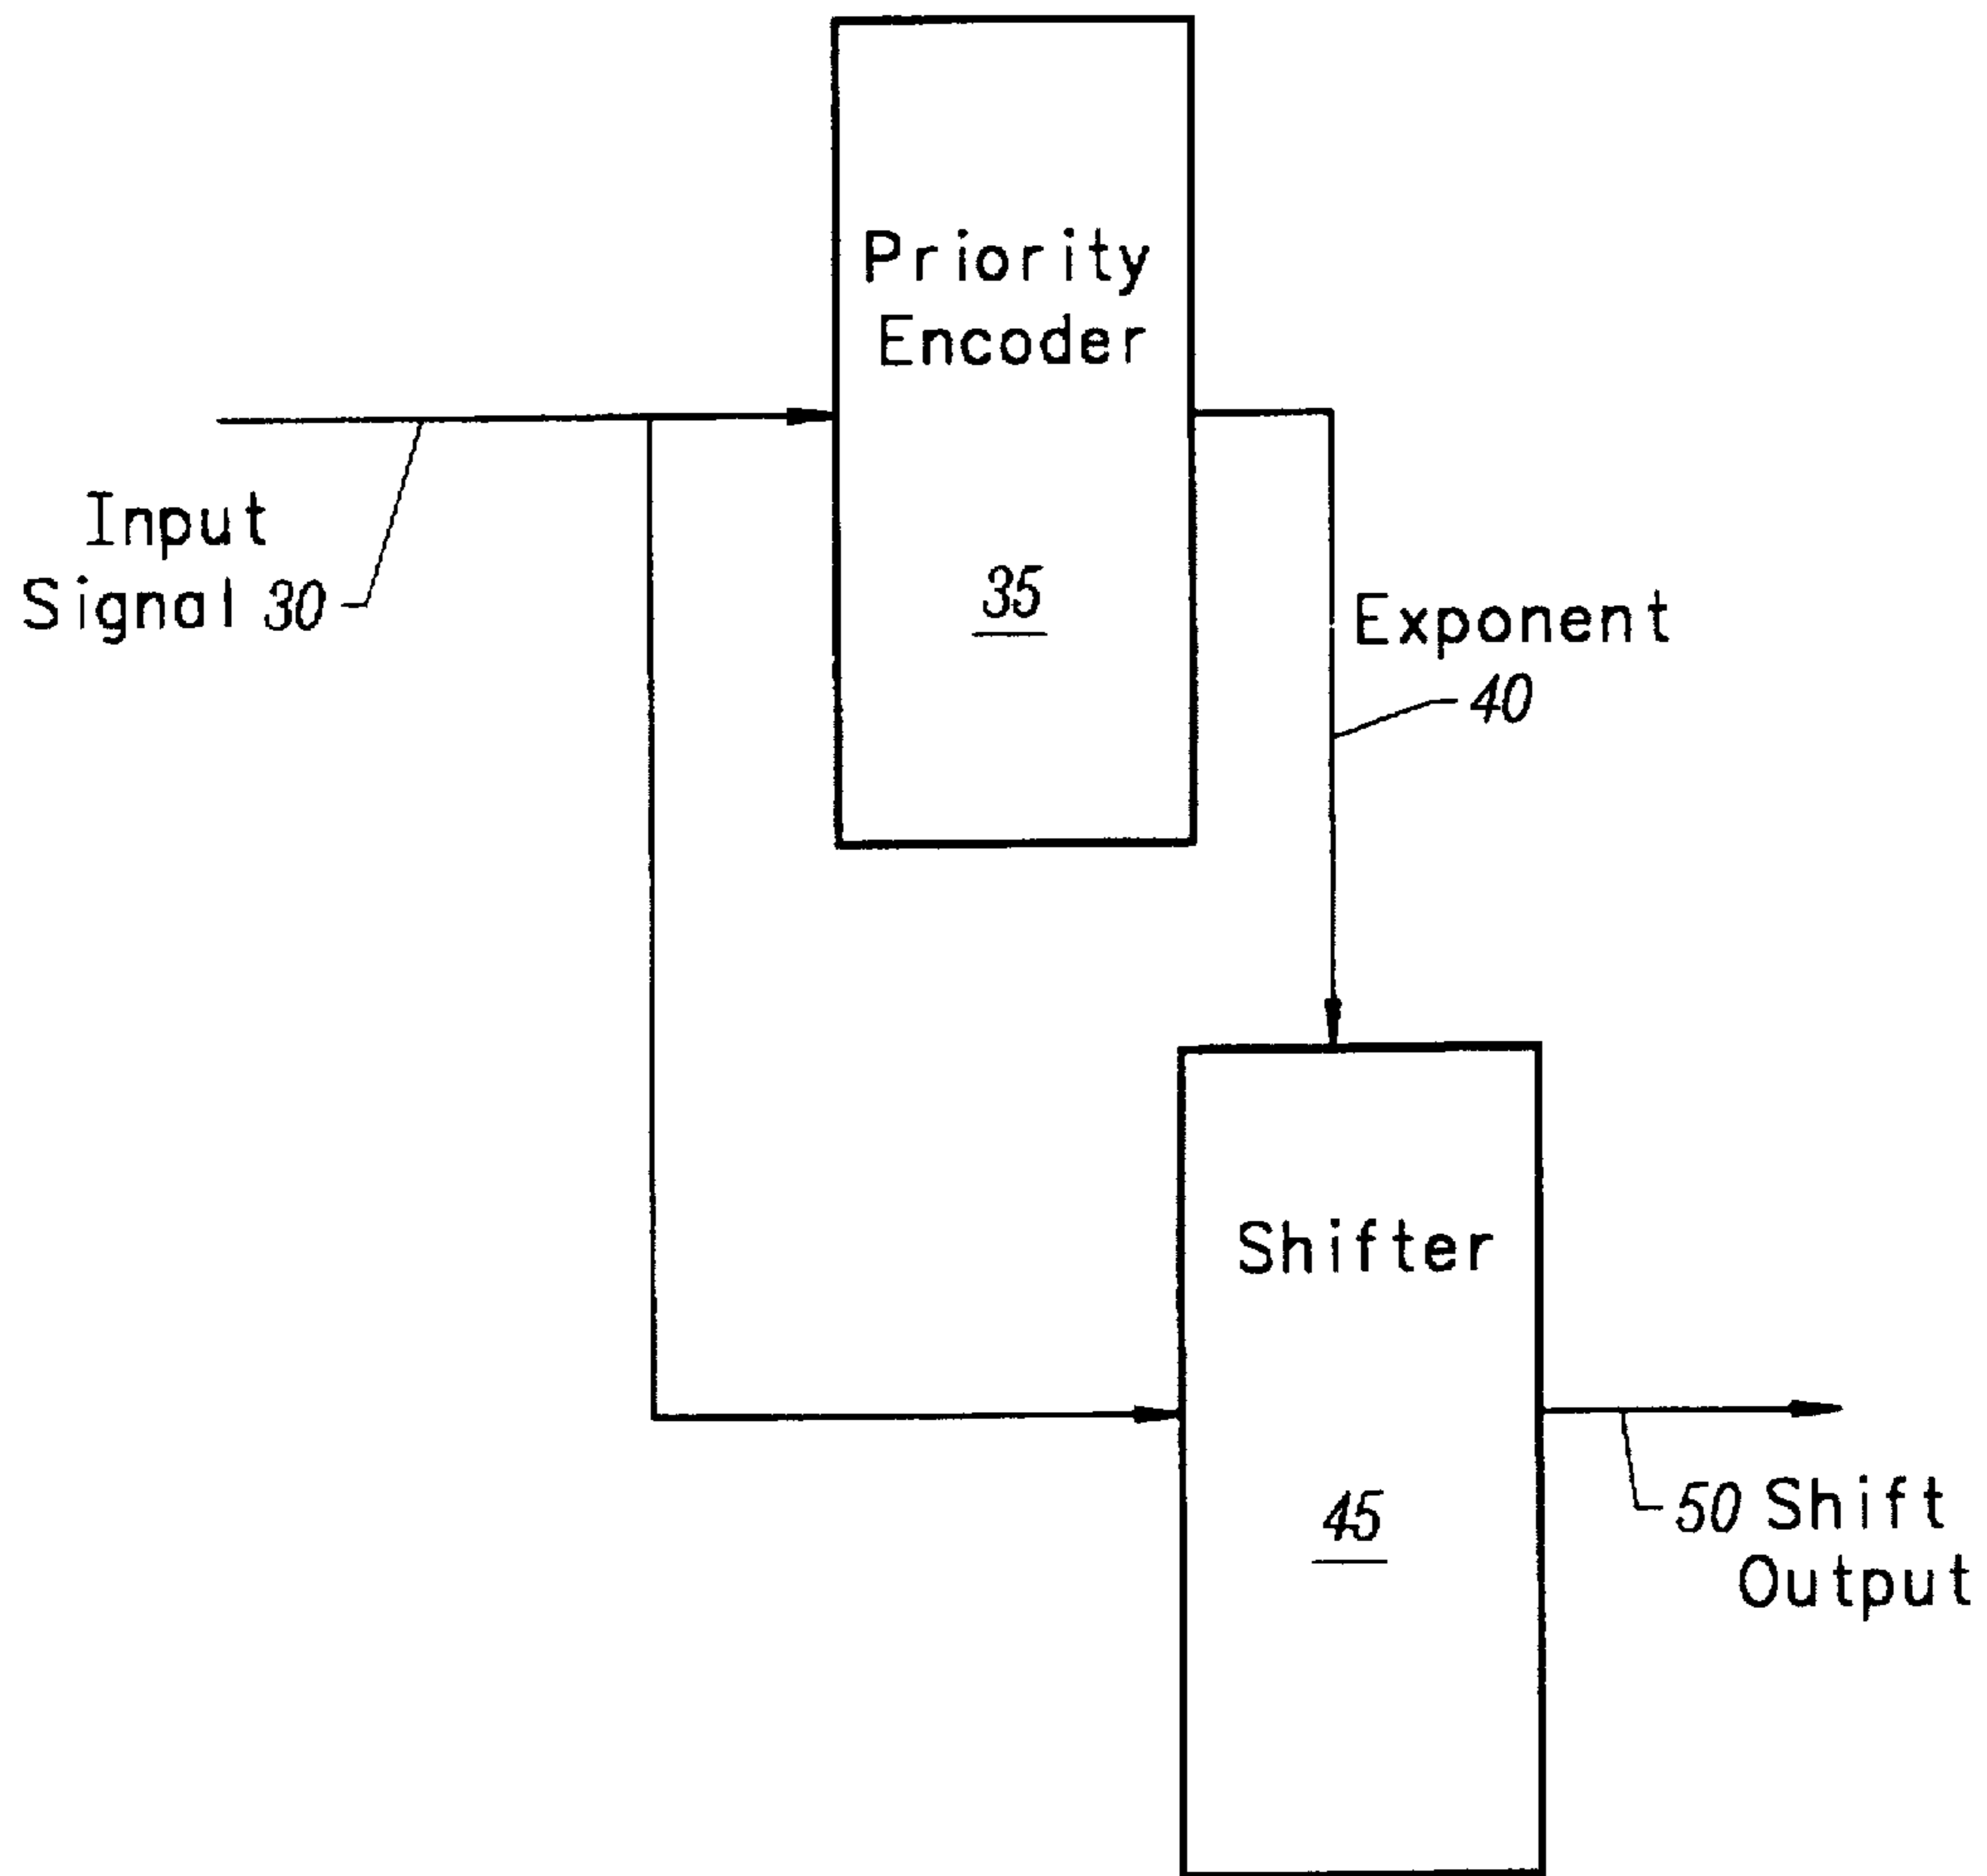 Priority
Encoder
35
Input
Signal 30
Exponent
40
Shifter
45
50 Shift
Output